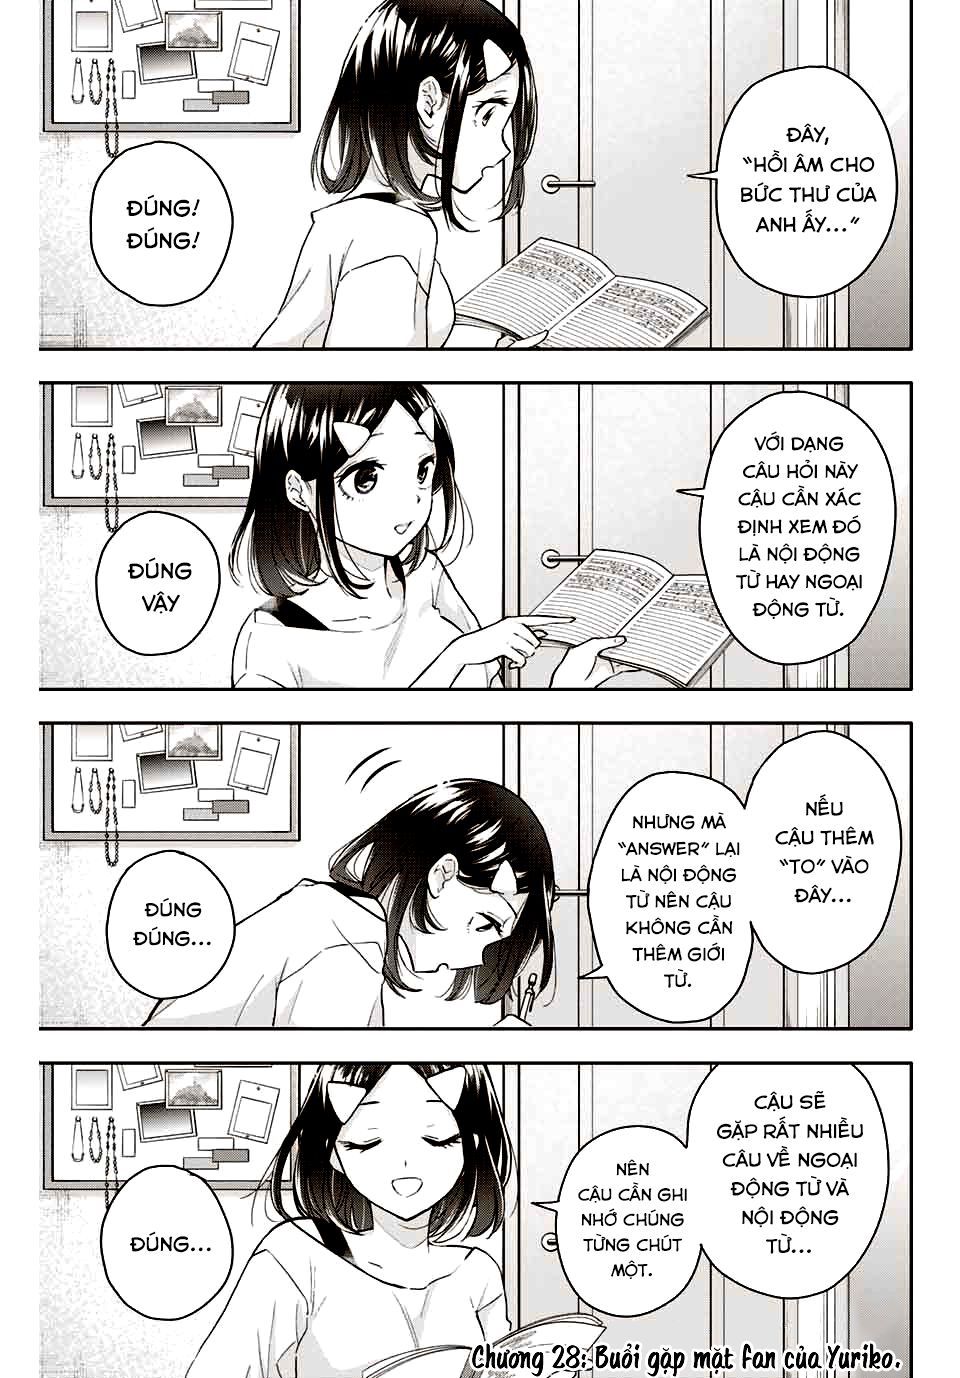 ĐÂY,
“HỒI ÂM CHO
BỨC THƯ CỦA
ANH ẤY...”
ĐÚNG!
ĐÚNG!
VỚI DẠNG
CÂU HỎI NÀY
CẬU CẦN XÁC
ĐỊNH XEM ĐÓ
LÀ NỘI ĐỘNG
TỪ HAY NGOẠI
ĐỘNG TỪ.
ĐÚNG
VẬY
NẾU
CẬU THÊM
“TO” VÀO
ĐÂY...
NHƯNG MÀ
“ANSWER” LẠI
LÀ NỘI ĐỘNG
TỪ NÊN CẬU
KHÔNG CẦN
THÊM GIỚI
TỪ.
ĐÚNG
ĐÚNG...
CẬU SẼ
GẶP RẤT NHIỀU
CÂU VỀ NGOẠI
ĐỘNG TỪ VÀ
NỘI ĐỘNG
TỪ...
NÊN
CẬU CẦN GHI
NHỚ CHÚNG
TỪNG CHÚT
MỘT.
ĐÚNG...
Chương 28: Buổi gặp mặt fan của Yuriko.